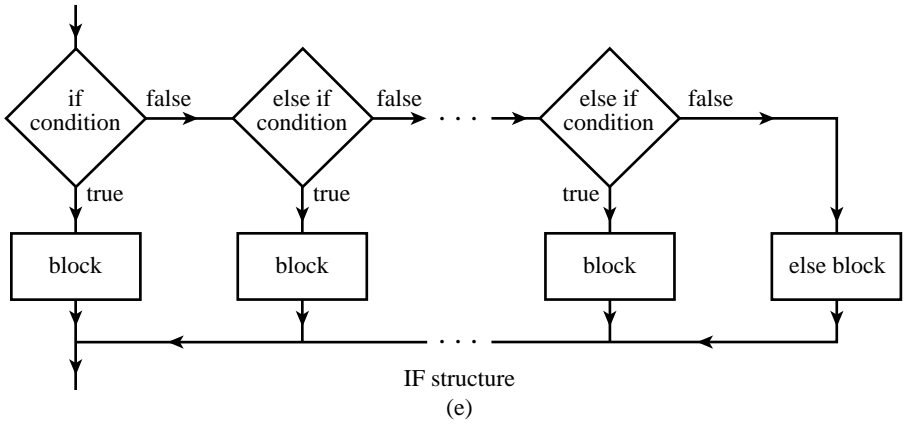 if
condition
false
else if
condition
false
. . .
else if
condition
false
true
true
true
block
block
block
else block
. . .
IF structure
(e)